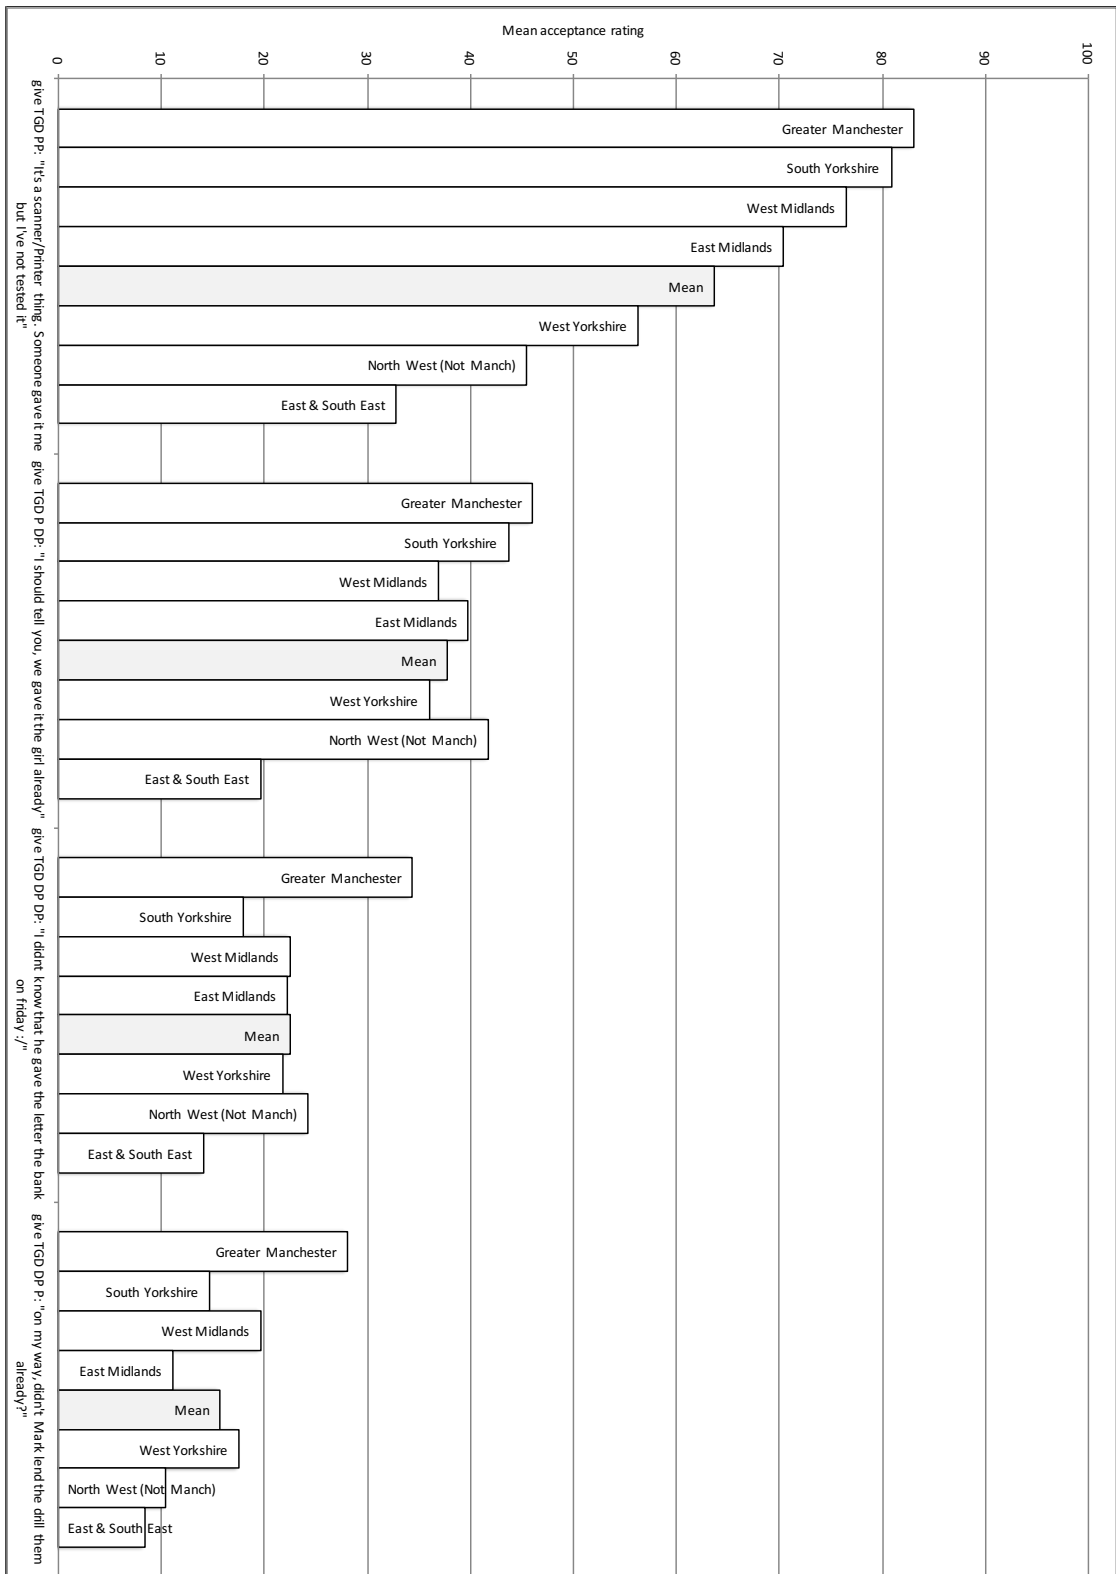 Mean acceptance rating
0
10
20
30
40
50
60
70
80
90
100
Greater Manchester
South Yorkshire
West Midlands
East Midlands
Mean
West Yorkshire
North West (Not Manch)
East & South East
give TGD PP: "It's a scanner/Printer thing. Someone gave it me
but I've not tested it"
Greater Manchester
South Yorkshire
West Midlands
East Midlands
Mean
West Yorkshire
North West (Not Manch)
East & South East
give TGD P DP: "I should tell you, we gave it the girl already"
Greater Manchester
South Yorkshire
West Midlands
East Midlands
Mean
West Yorkshire
North West (Not Manch)
East & South East
give TGD DP DP: "I didnt know that he gave the letter the bank
on friday :/"
Greater Manchester
South Yorkshire
West Midlands
East Midlands
Mean
West Yorkshire
North West (Not Manch)
East & South East
give TGD DP P: "on my way, didn't Mark lend the drill them
already?"